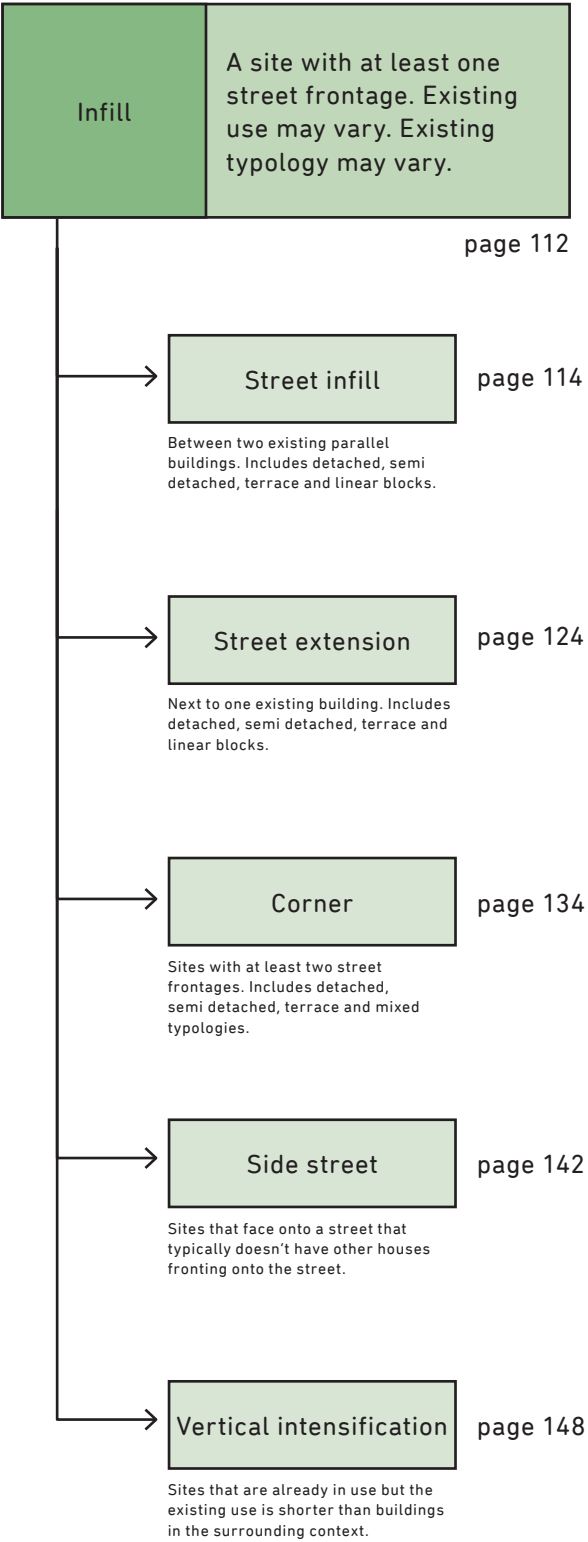 Infill
A site with at least one
street frontage. Existing
use may vary. Existing
typology may vary.
page 112
Street infill
page 114
Between two existing parallel
buildings. Includes detached, semi
detached, terrace and linear blocks.
Street extension
page 124
Next to one existing building. Includes
detached, semi detached, terrace and
linear blocks.
Corner
page 134
Sites with at least two street
frontages. Includes detached,
semi detached, terrace and mixed
typologies.
Side street
page 142
Sites that face onto a street that
typically doesn't have other houses
fronting onto the street.
Vertical intensification
page 148
Sites that are already in use but the
existing use is shorter than buildings
in the surrounding context.